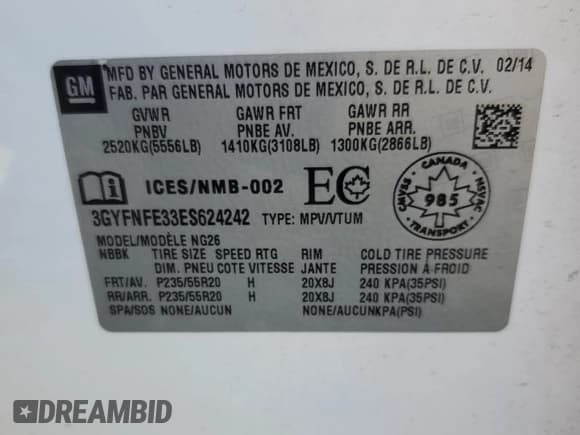 GM
MFD BY GENERAL MOTORS DE MEXICO, S. DE R.L. DE C.V. 02/14
FAB. PAR GENERAL MOTORS DE MEXICO, S. DE R.L. DE C.V.
GVWR GAWR FRT GAWR RR
PNBV PNBE AV. PNBE ARR.
2520KG(5556LB) 1410KG(3108LB) 1300KG(2866LB)
i ICES/NMB-002 EC
CANADA
CMVSS 985 NSVAC
3GYFNFE33ES624242 TYPE: MPV/VTUM
MODEL/MODÈLE NG26
NBBK TIRE SIZE SPEED RTG RIM COLD TIRE PRESSURE
DIM. PNEU COTE VITESSE JANTE PRESSION À FROID
FRT/AV. P235/55R20 H 20X8J 240 KPA(35PSI)
RR/ARR. P235/55R20 H 20X8J 240 KPA(35PSI)
SPA/SOS NONE/AUCUN NONE/AUCUNKPA(PSI)
DREAMBID